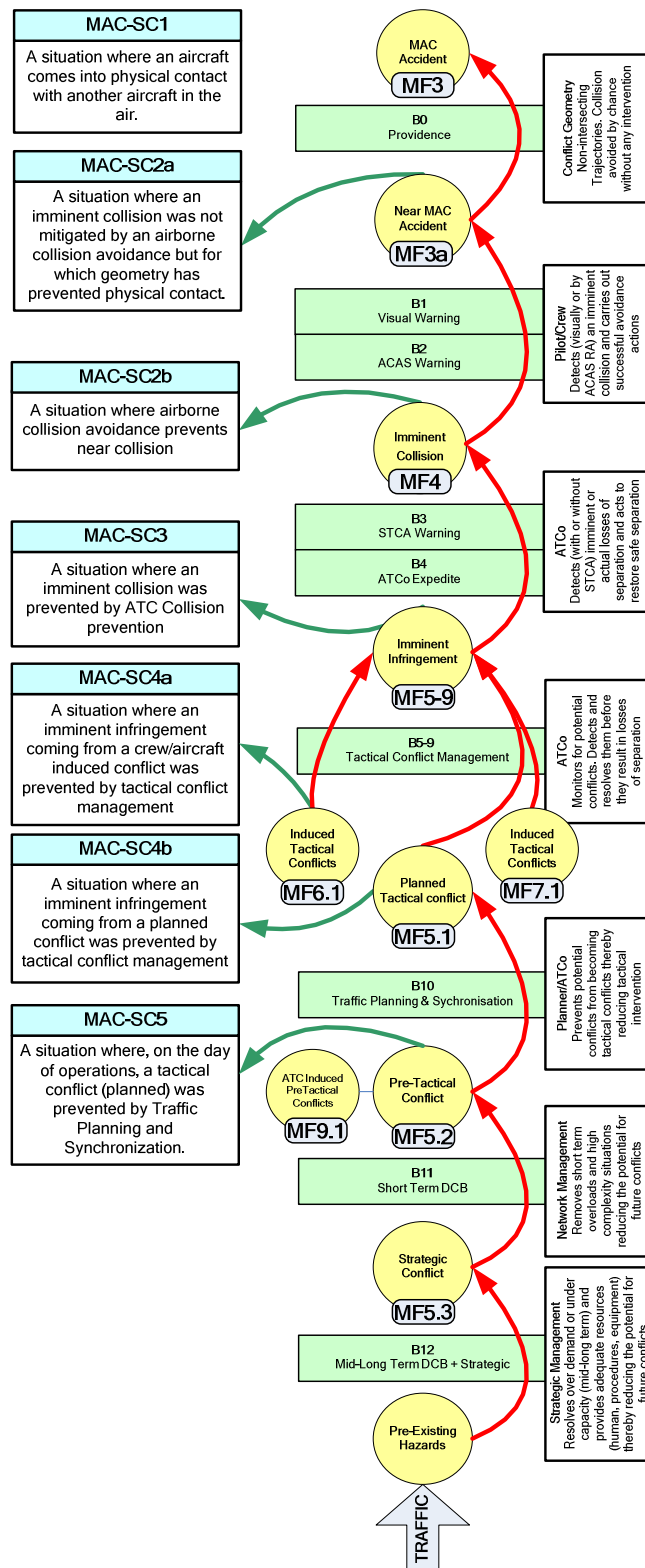 MAC-SC1
A situation where an aircraft
comes into physical contact
with another aircraft in the
air.
MAC
Accident
MF3
B0
Providence
Conflict Geometry
Non-intersecting
Trajectories. Collision
avoided by chance
without any intervention
MAC-SC2a
A situation where an
imminent collision was not
mitigated by an airborne
collision avoidance but for
which geometry has
prevented physical contact.
Near MAC
Accident
MF3a
B1
Visual Warning
B2
ACAS Warning
Pilot/Crew
Detects (visually or by
ACAS RA) an imminent
collision and carries out
successful avoidance
actions
MAC-SC2b
A situation where airborne
collision avoidance prevents
near collision
Imminent
Collision
MF4
B3
STCA Warning
B4
ATCo Expedite
ATCo
Detects (with or without
STCA) imminent or
actual losses of
separation and acts to
restore safe separation
MAC-SC3
A situation where an
imminent collision was
prevented by ATC Collision
prevention
Imminent
Infringement
MF5-9
MAC-SC4a
A situation where an
imminent infringement
coming from a crew/aircraft
induced conflict was
prevented by tactical conflict
management
B5-9
Tactical Conflict Management
ATCo
Monitors for potential
conflicts. Detects and
resolves them before
they result in losses
of separation
Induced
Tactical
Conflicts
MF6.1
Induced
Tactical
Conflicts
MF7.1
MAC-SC4b
A situation where an
imminent infringement
coming from a planned
conflict was prevented by
tactical conflict management
Planned
Tactical conflict
MF5.1
B10
Traffic Planning & Sychronisation
Planner/ATCo
Prevents potential
conflicts from becoming
tactical conflicts thereby
reducing tactical
intervention
MAC-SC5
A situation where, on the day
of operations, a tactical
conflict (planned) was
prevented by Traffic
Planning and
Synchronization.
ATC Induced
PreTactical
Conflicts
MF9.1
Pre-Tactical
Conflict
MF5.2
B11
Short Term DCB
Network Management
Removes short term
overloads and high
complexity situations
reducing the potential for
future conflicts
Strategic
Conflict
MF5.3
B12
Mid-Long Term DCB + Strategic
Strategic Management
Resolves over demand or under
capacity (mid-long term) and
provides adequate resources
(human, procedures, equipment)
thereby reducing the potential for
future conflicts
Pre-Existing
Hazards
TRAFFIC